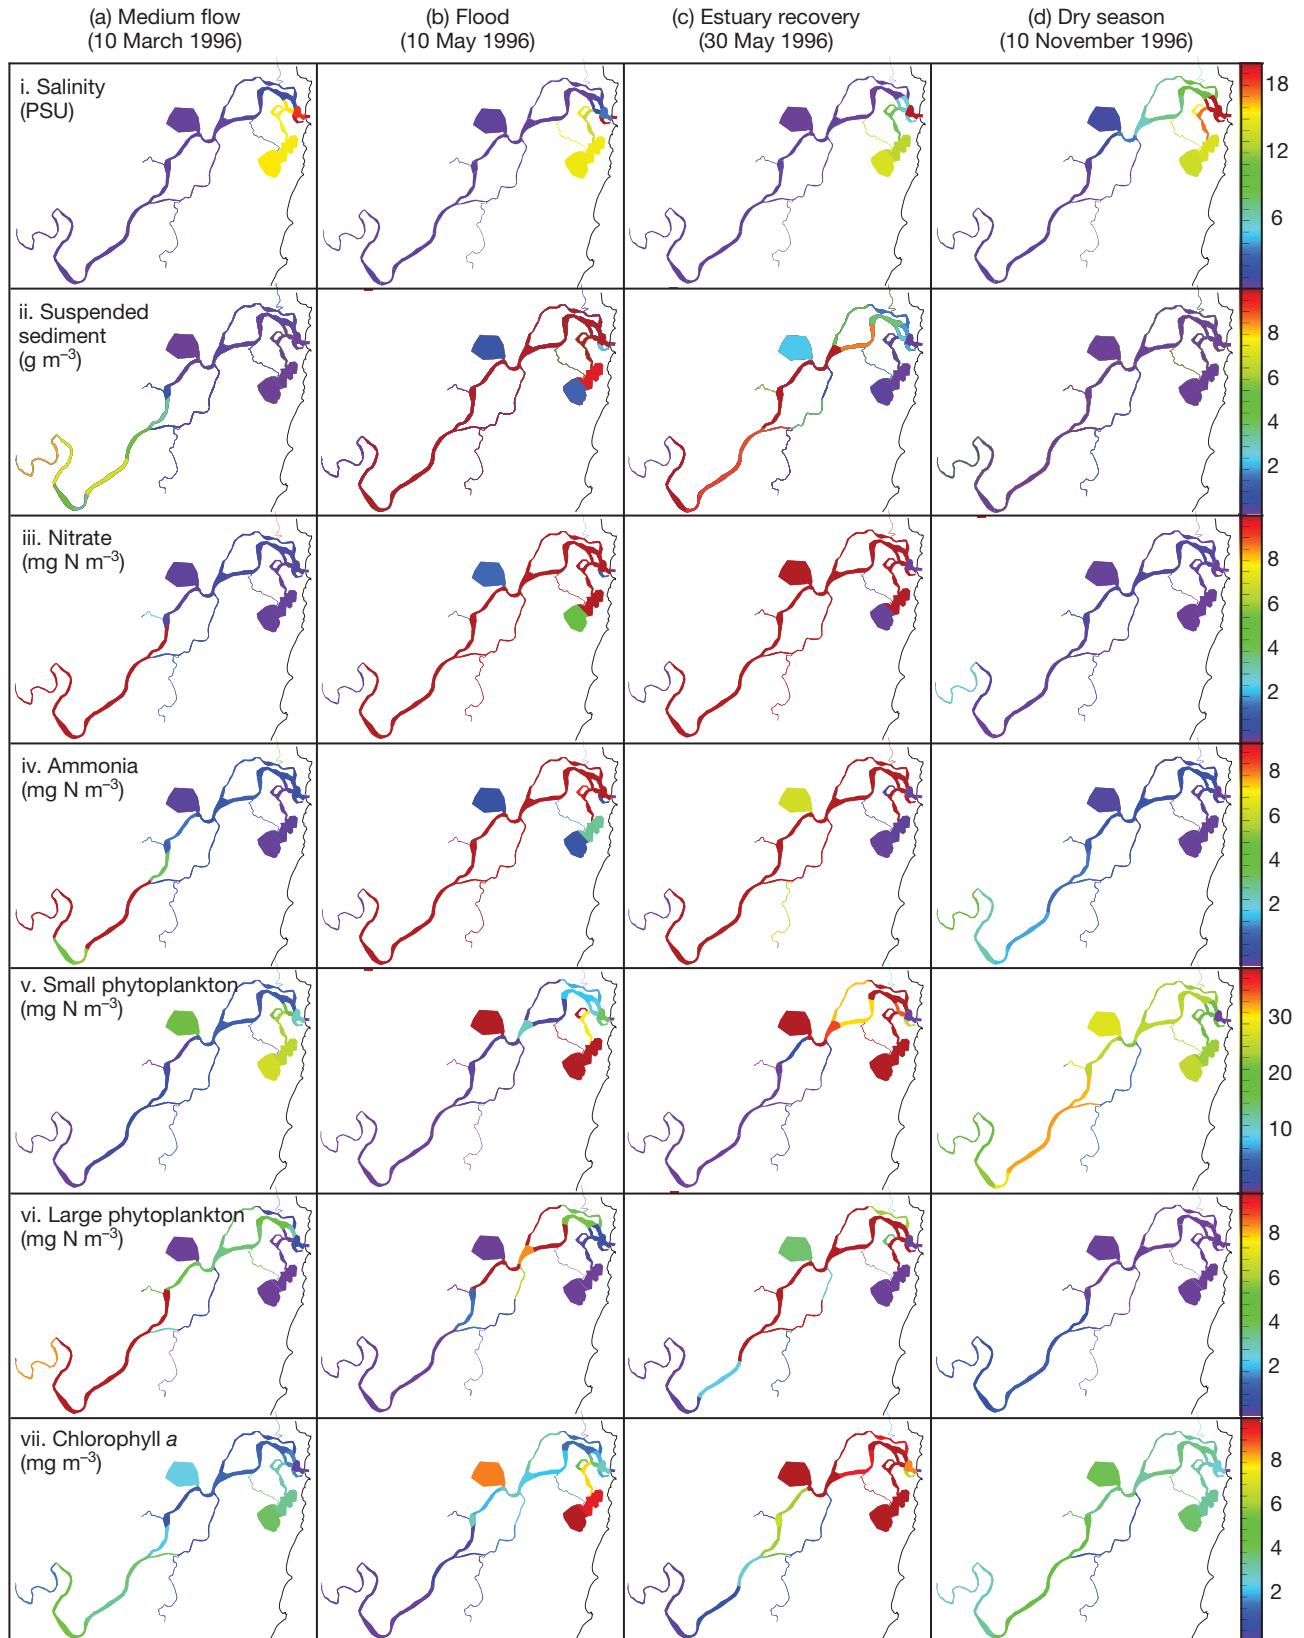 (a) Medium flow
(10 March 1996)
(b) Flood
(10 May 1996)
(c) Estuary recovery
(30 May 1996)
(d) Dry season
(10 November 1996)
i. Salinity
(PSU)
18
12
6
ii. Suspended
sediment
(g m⁻³)
8
6
4
2
iii. Nitrate
(mg N m⁻³)
8
6
4
2
iv. Ammonia
(mg N m⁻³)
8
6
4
2
v. Small phytoplankton
(mg N m⁻³)
30
20
10
vi. Large phytoplankton
(mg N m⁻³)
8
6
4
2
vii. Chlorophyll a
(mg m⁻³)
8
6
4
2